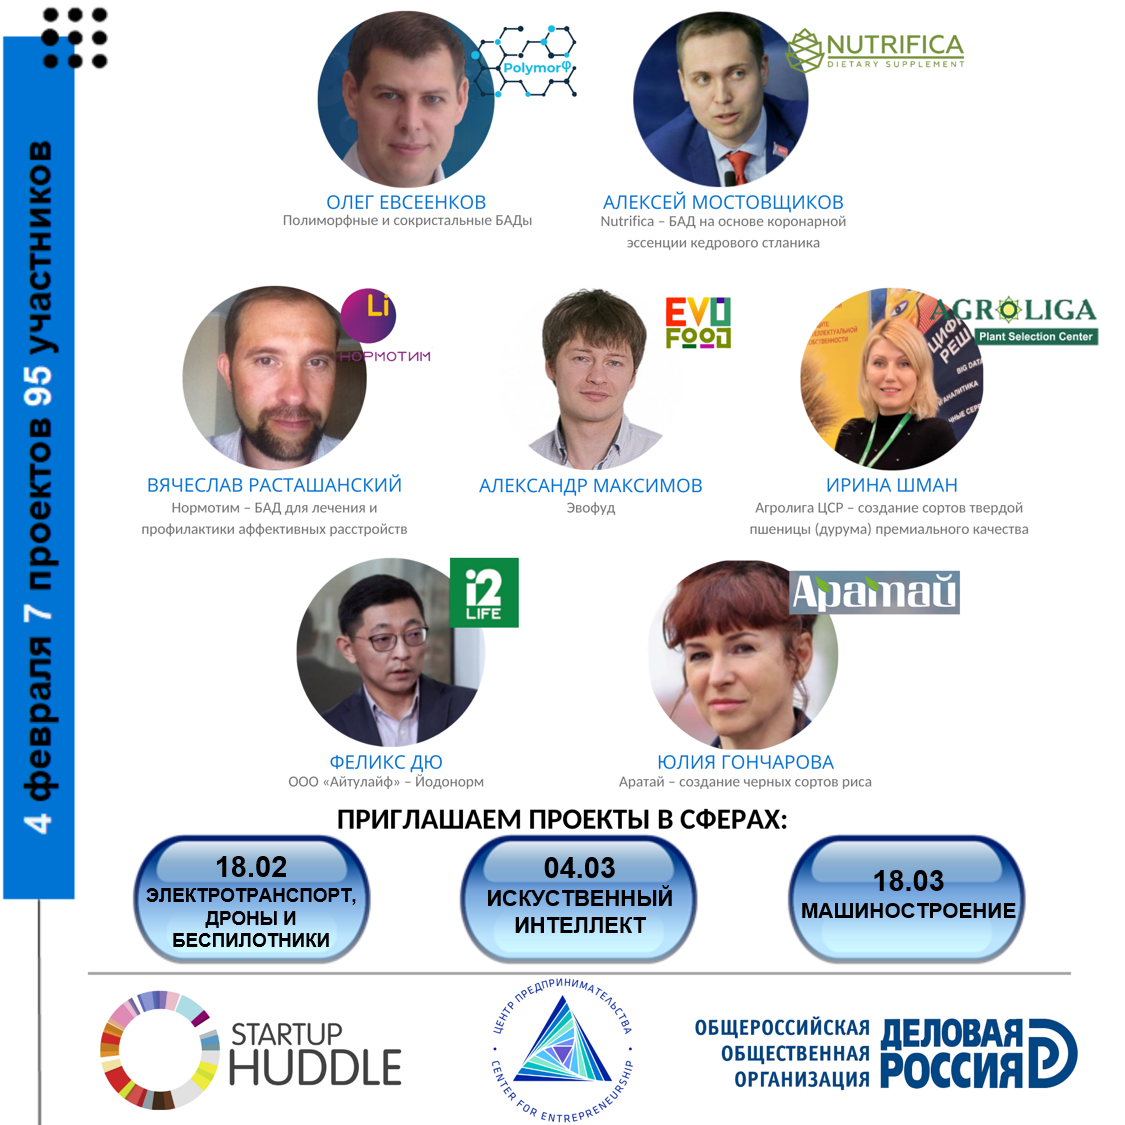 4 февраля 7 проектов 95 участников
Polymorφ
NUTRIFICA
DIETARY SUPPLEMENT
ОЛЕГ ЕВСЕЕНКОВ
Полиморфные и сокристальные БАДы
АЛЕКСЕЙ МОСТОВЩИКОВ
Nutrifica – БАД на основе коронарной
эссенции кедрового стланика
Li
НОРМОТИМ
EVO
FOOD
AGROLIGA
Plant Selection Center
ЦИФР
РЕШ
BIG DATA
АНАЛИТИКА
ВЯЧЕСЛАВ РАСТАШАНСКИЙ
Нормотим – БАД для лечения и
профилактики аффективных расстройств
АЛЕКСАНДР МАКСИМОВ
Эвофуд
ИРИНА ШМАН
Агролига ЦСР – создание сортов твердой
пшеницы (дурума) премиального качества
i2
LIFE
Аратай
ФЕЛИКС ДЮ
ООО «Айтулайф» – Йодонорм
ЮЛИЯ ГОНЧАРОВА
Аратай – создание черных сортов риса
ПРИГЛАШАЕМ ПРОЕКТЫ В СФЕРАХ:
18.02
ЭЛЕКТРОТРАНСПОРТ,
ДРОНЫ И
БЕСПИЛОТНИКИ
04.03
ИСКУСТВЕННЫЙ
ИНТЕЛЛЕКТ
18.03
МАШИНОСТРОЕНИЕ
STARTUP
HUDDLE
ЦЕНТР ПРЕДПРИНИМАТЕЛЬСТВА
CENTER FOR ENTREPRENEURSHIP
ОБЩЕРОССИЙСКАЯ
ОБЩЕСТВЕННАЯ
ОРГАНИЗАЦИЯ
ДЕЛОВАЯ
РОССИЯ